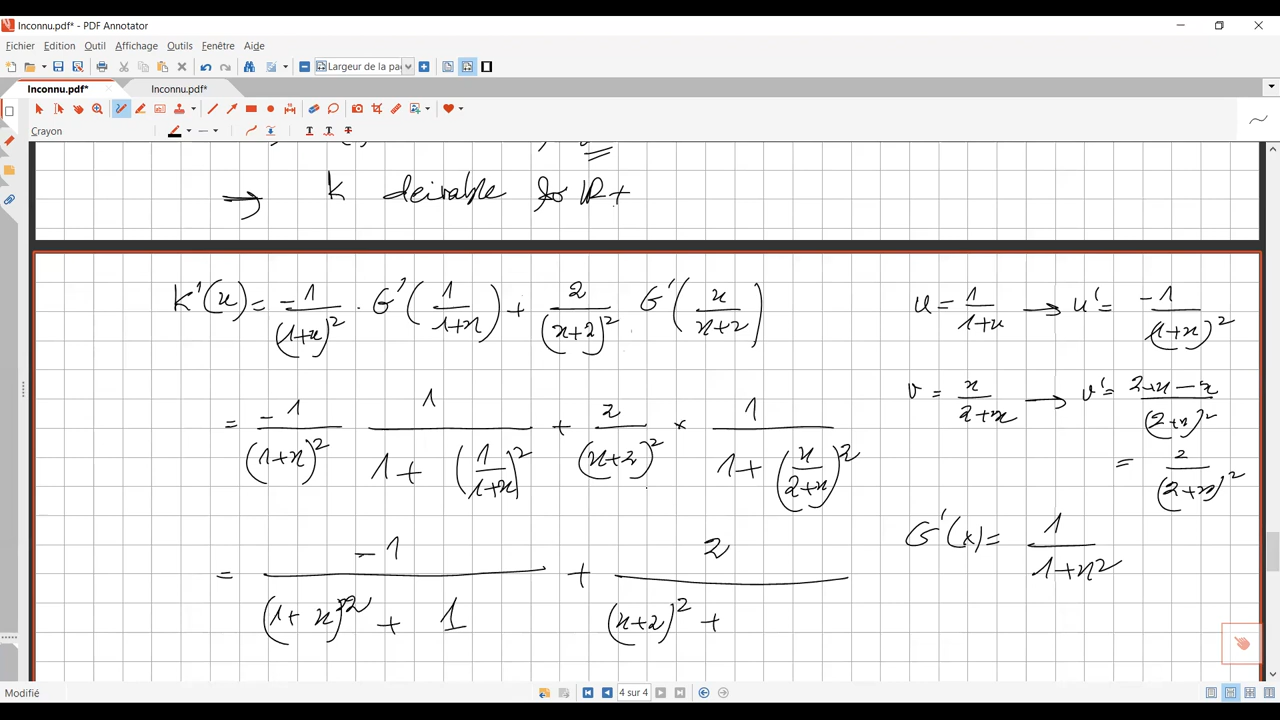 Inconnu.pdf* - PDF Annotator
Fichier Edition Outil Affichage Outils Fenêtre Aide
Largeur de la pa
Inconnu.pdf* Inconnu.pdf*
Crayon
→ k derivable sur IR+
K'(x) = -1/(1+x)² · G'(1/(1+x)) + 2/(x+2)² G'(x/(x+2))
= -1/(1+x)² 1/(1+(1/(1+x))²) + 2/(x+2)² × 1/(1+(x/(2+x))²)
= -1/((1+x)²+1) + 2/((x+2)²+
u = 1/(1+x) → u' = -1/(1+x)²
v = x/(2+x) → v' = (2+x-x)/(2+x)²
= 2/(2+x)²
G'(x) = 1/(1+x²)
Modifié
4 sur 4